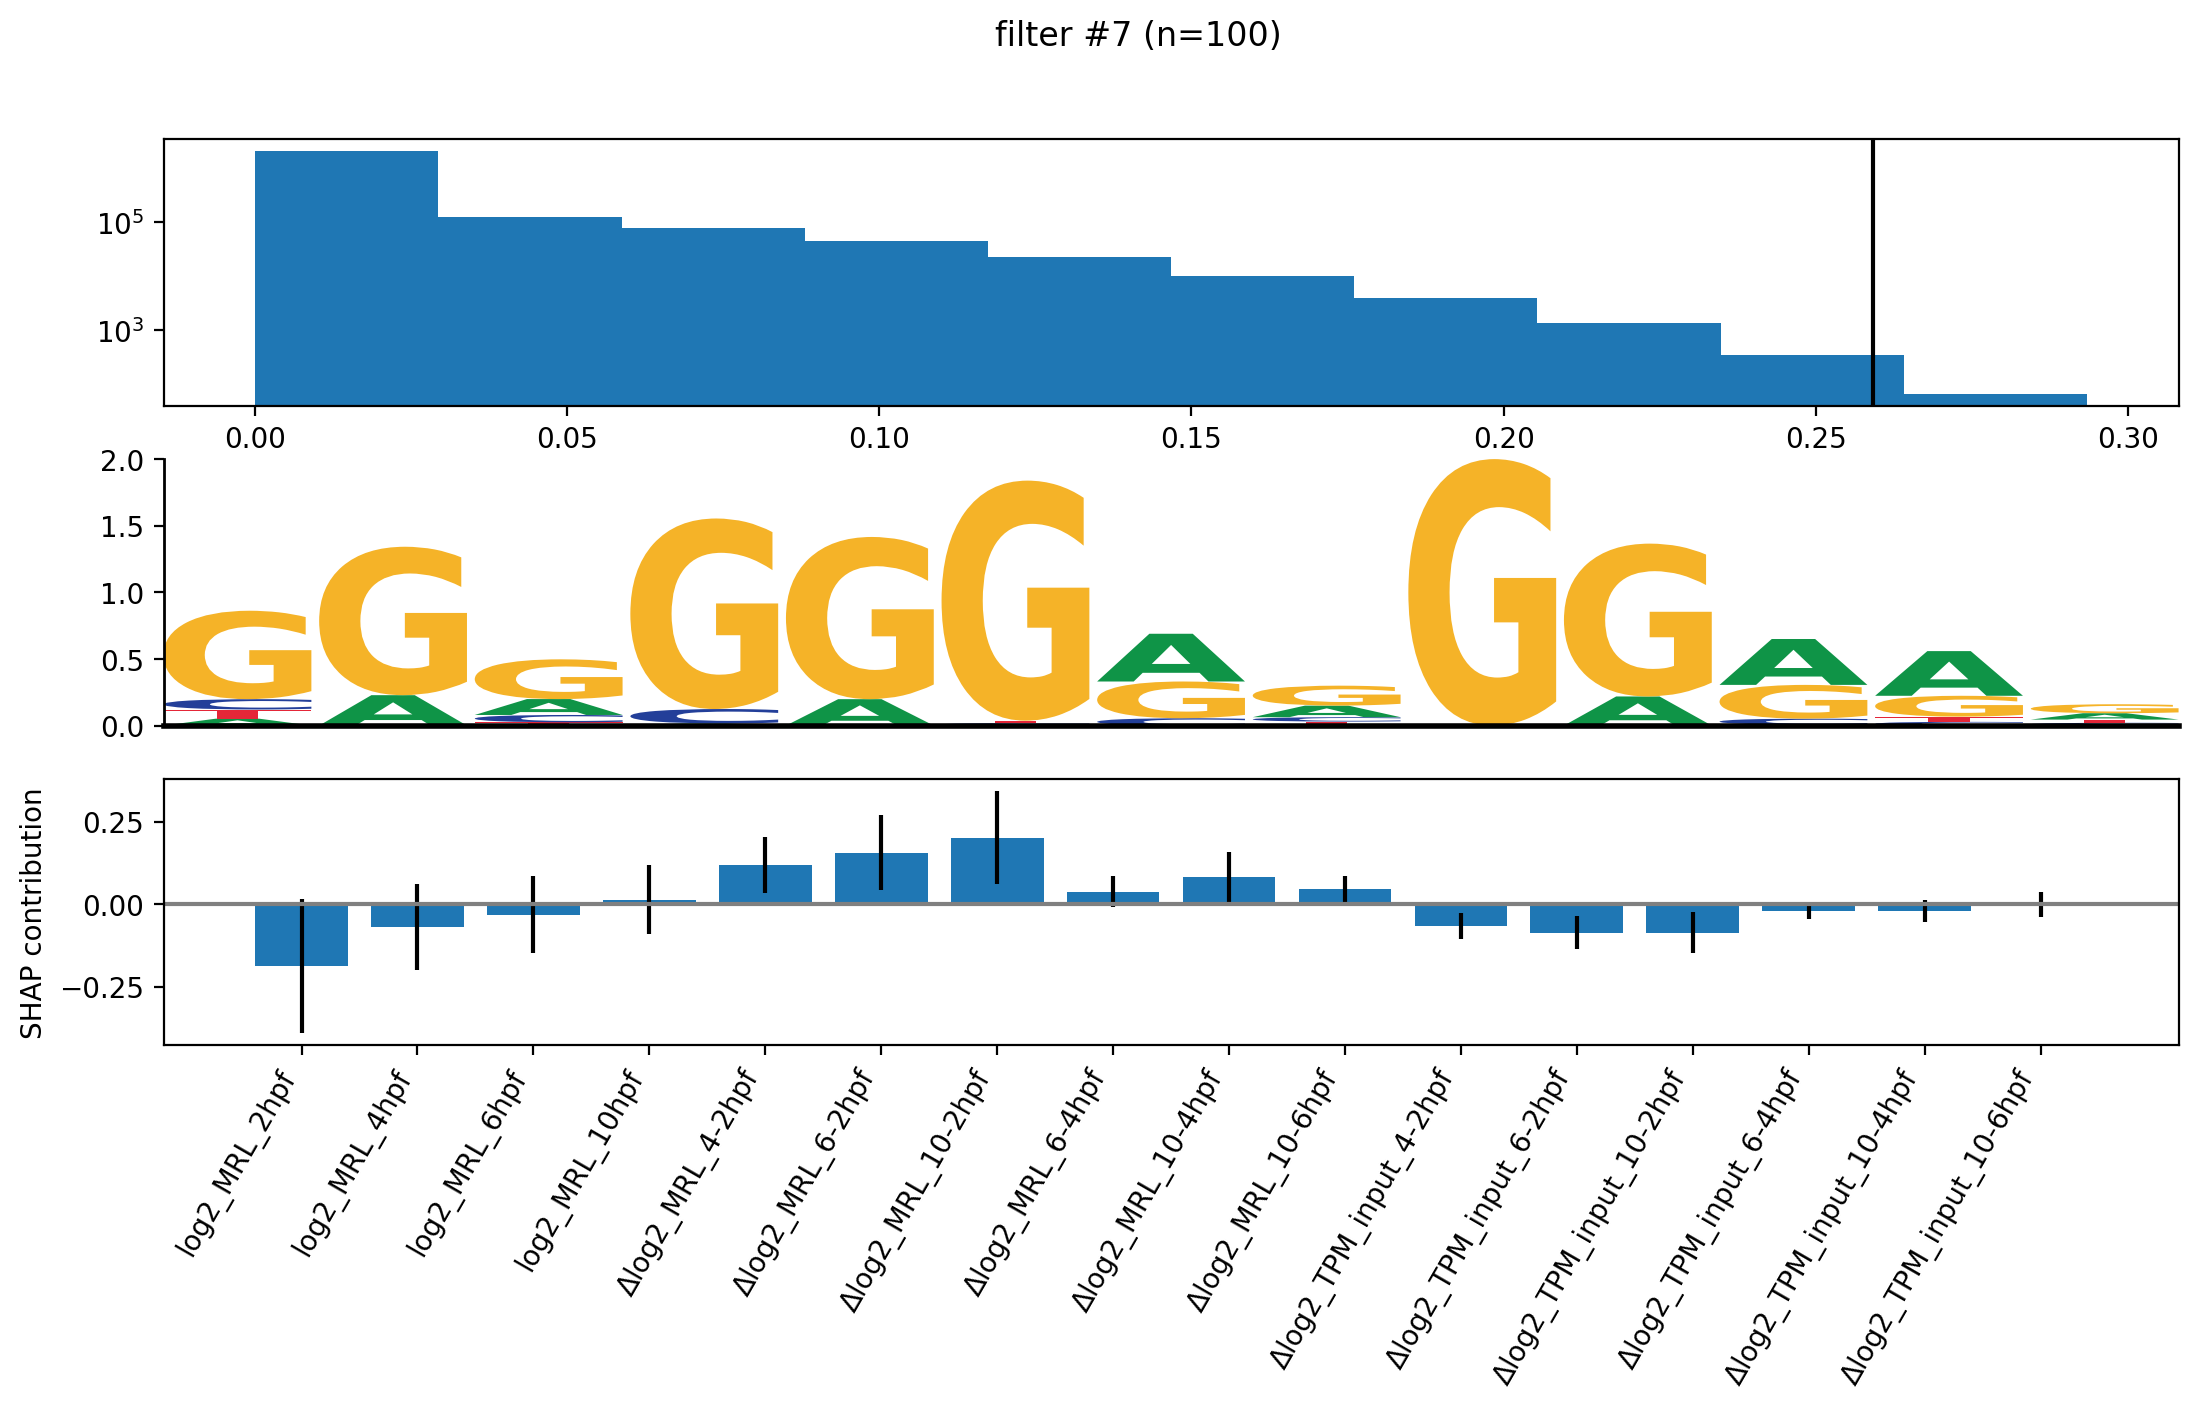 filter #7 (n=100)
10⁵
10³
0.00 0.05 0.10 0.15 0.20 0.25 0.30
2.0
1.5
1.0
0.5
0.0
SHAP contribution
0.25
0.00
−0.25
log2_MRL_2hpf
log2_MRL_4hpf
log2_MRL_6hpf
log2_MRL_10hpf
Δlog2_MRL_4-2hpf
Δlog2_MRL_6-2hpf
Δlog2_MRL_10-2hpf
Δlog2_MRL_6-4hpf
Δlog2_MRL_10-4hpf
Δlog2_MRL_10-6hpf
Δlog2_TPM_input_4-2hpf
Δlog2_TPM_input_6-2hpf
Δlog2_TPM_input_10-2hpf
Δlog2_TPM_input_6-4hpf
Δlog2_TPM_input_10-4hpf
Δlog2_TPM_input_10-6hpf